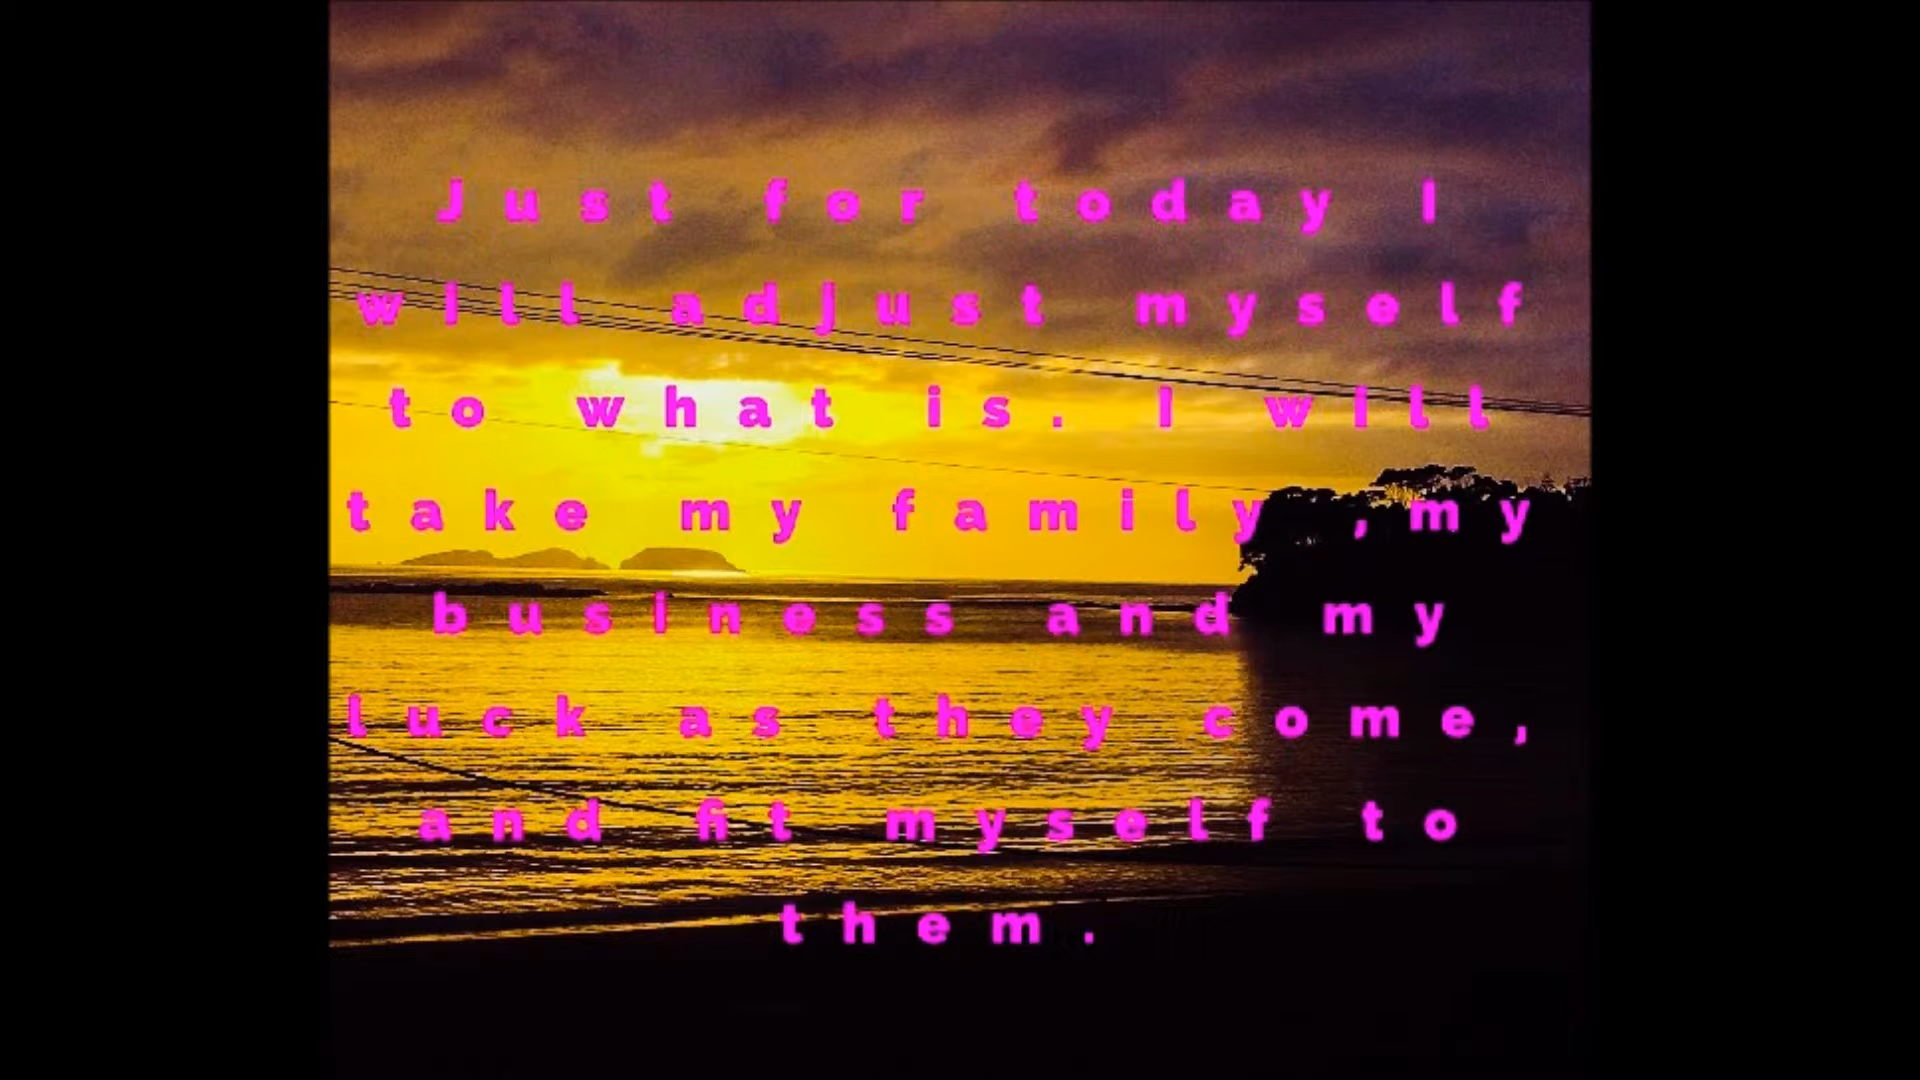 Just for today I
will adjust myself
to what is. I will
take my family ,my
business and my
luck as they come,
and fit myself to
them.